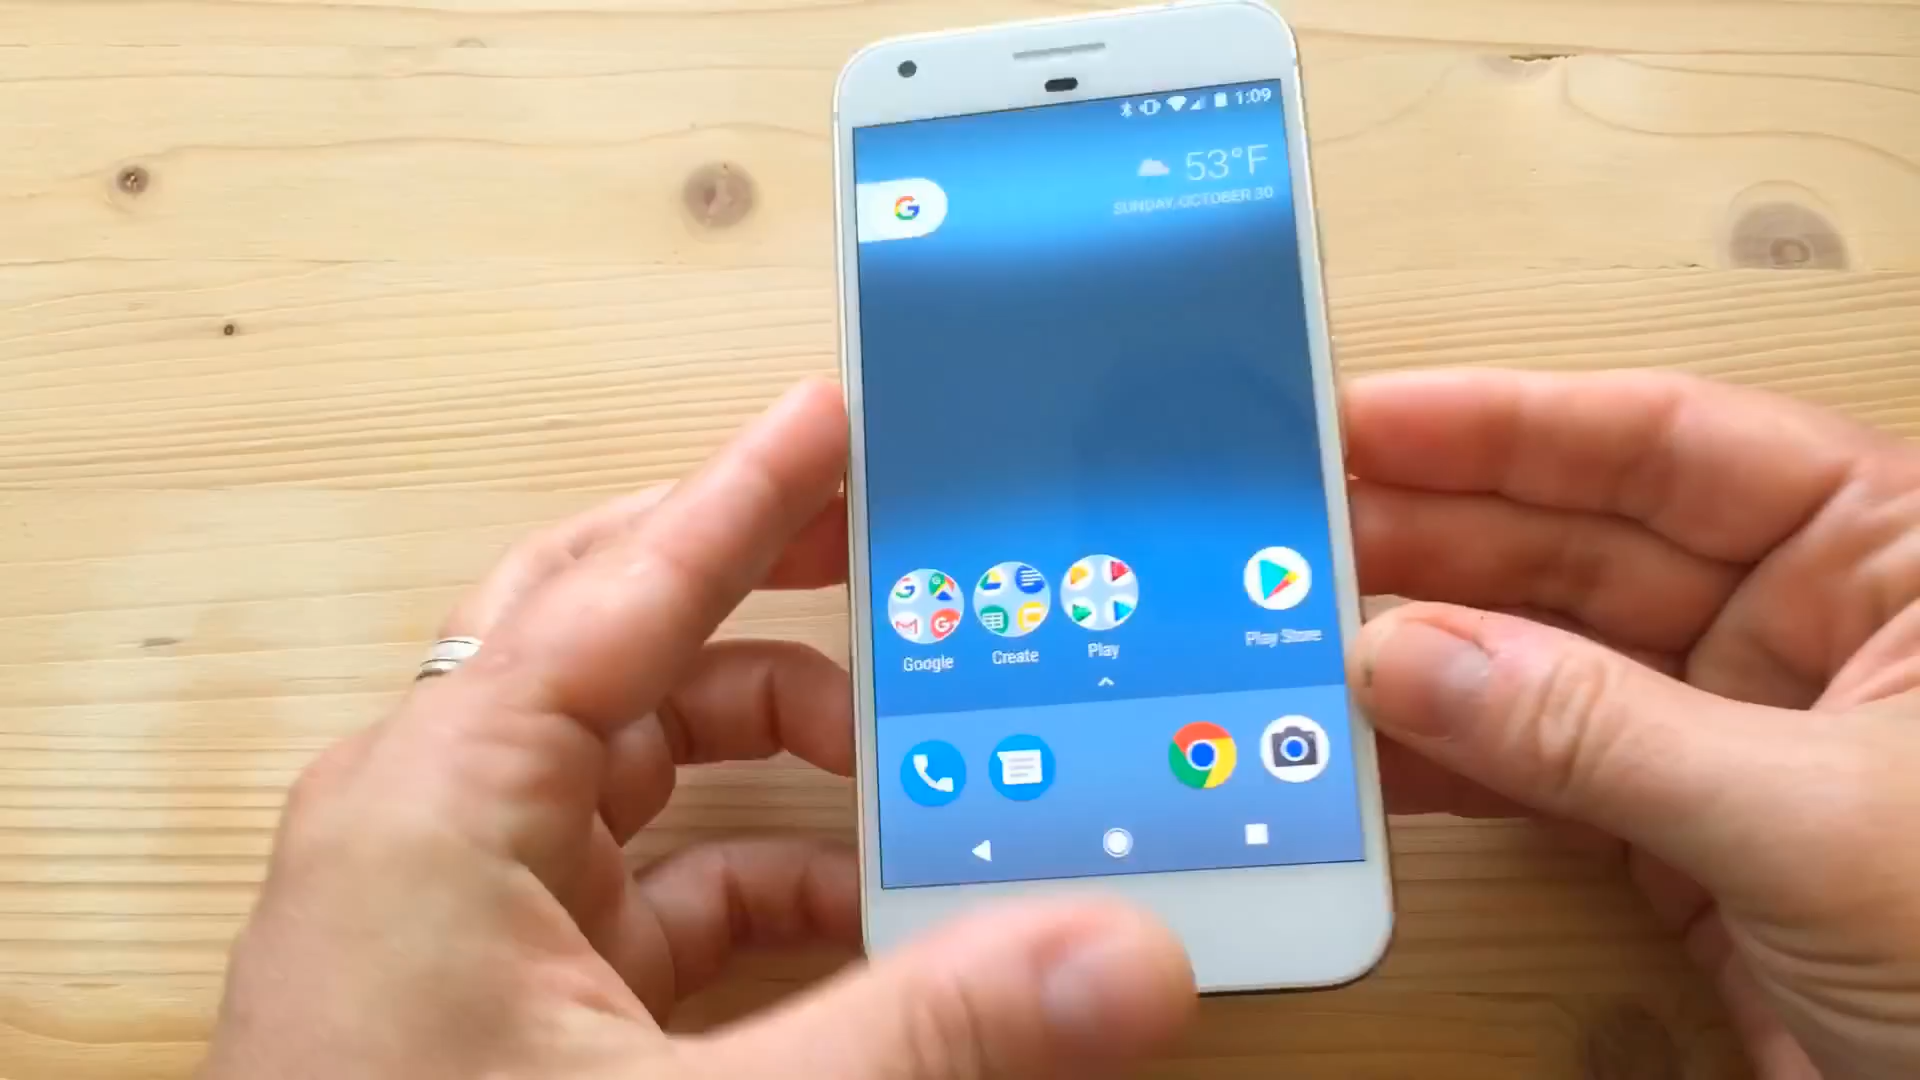 1:09
53°F
SUNDAY, OCTOBER 30
Google
Create
Play
Play Store